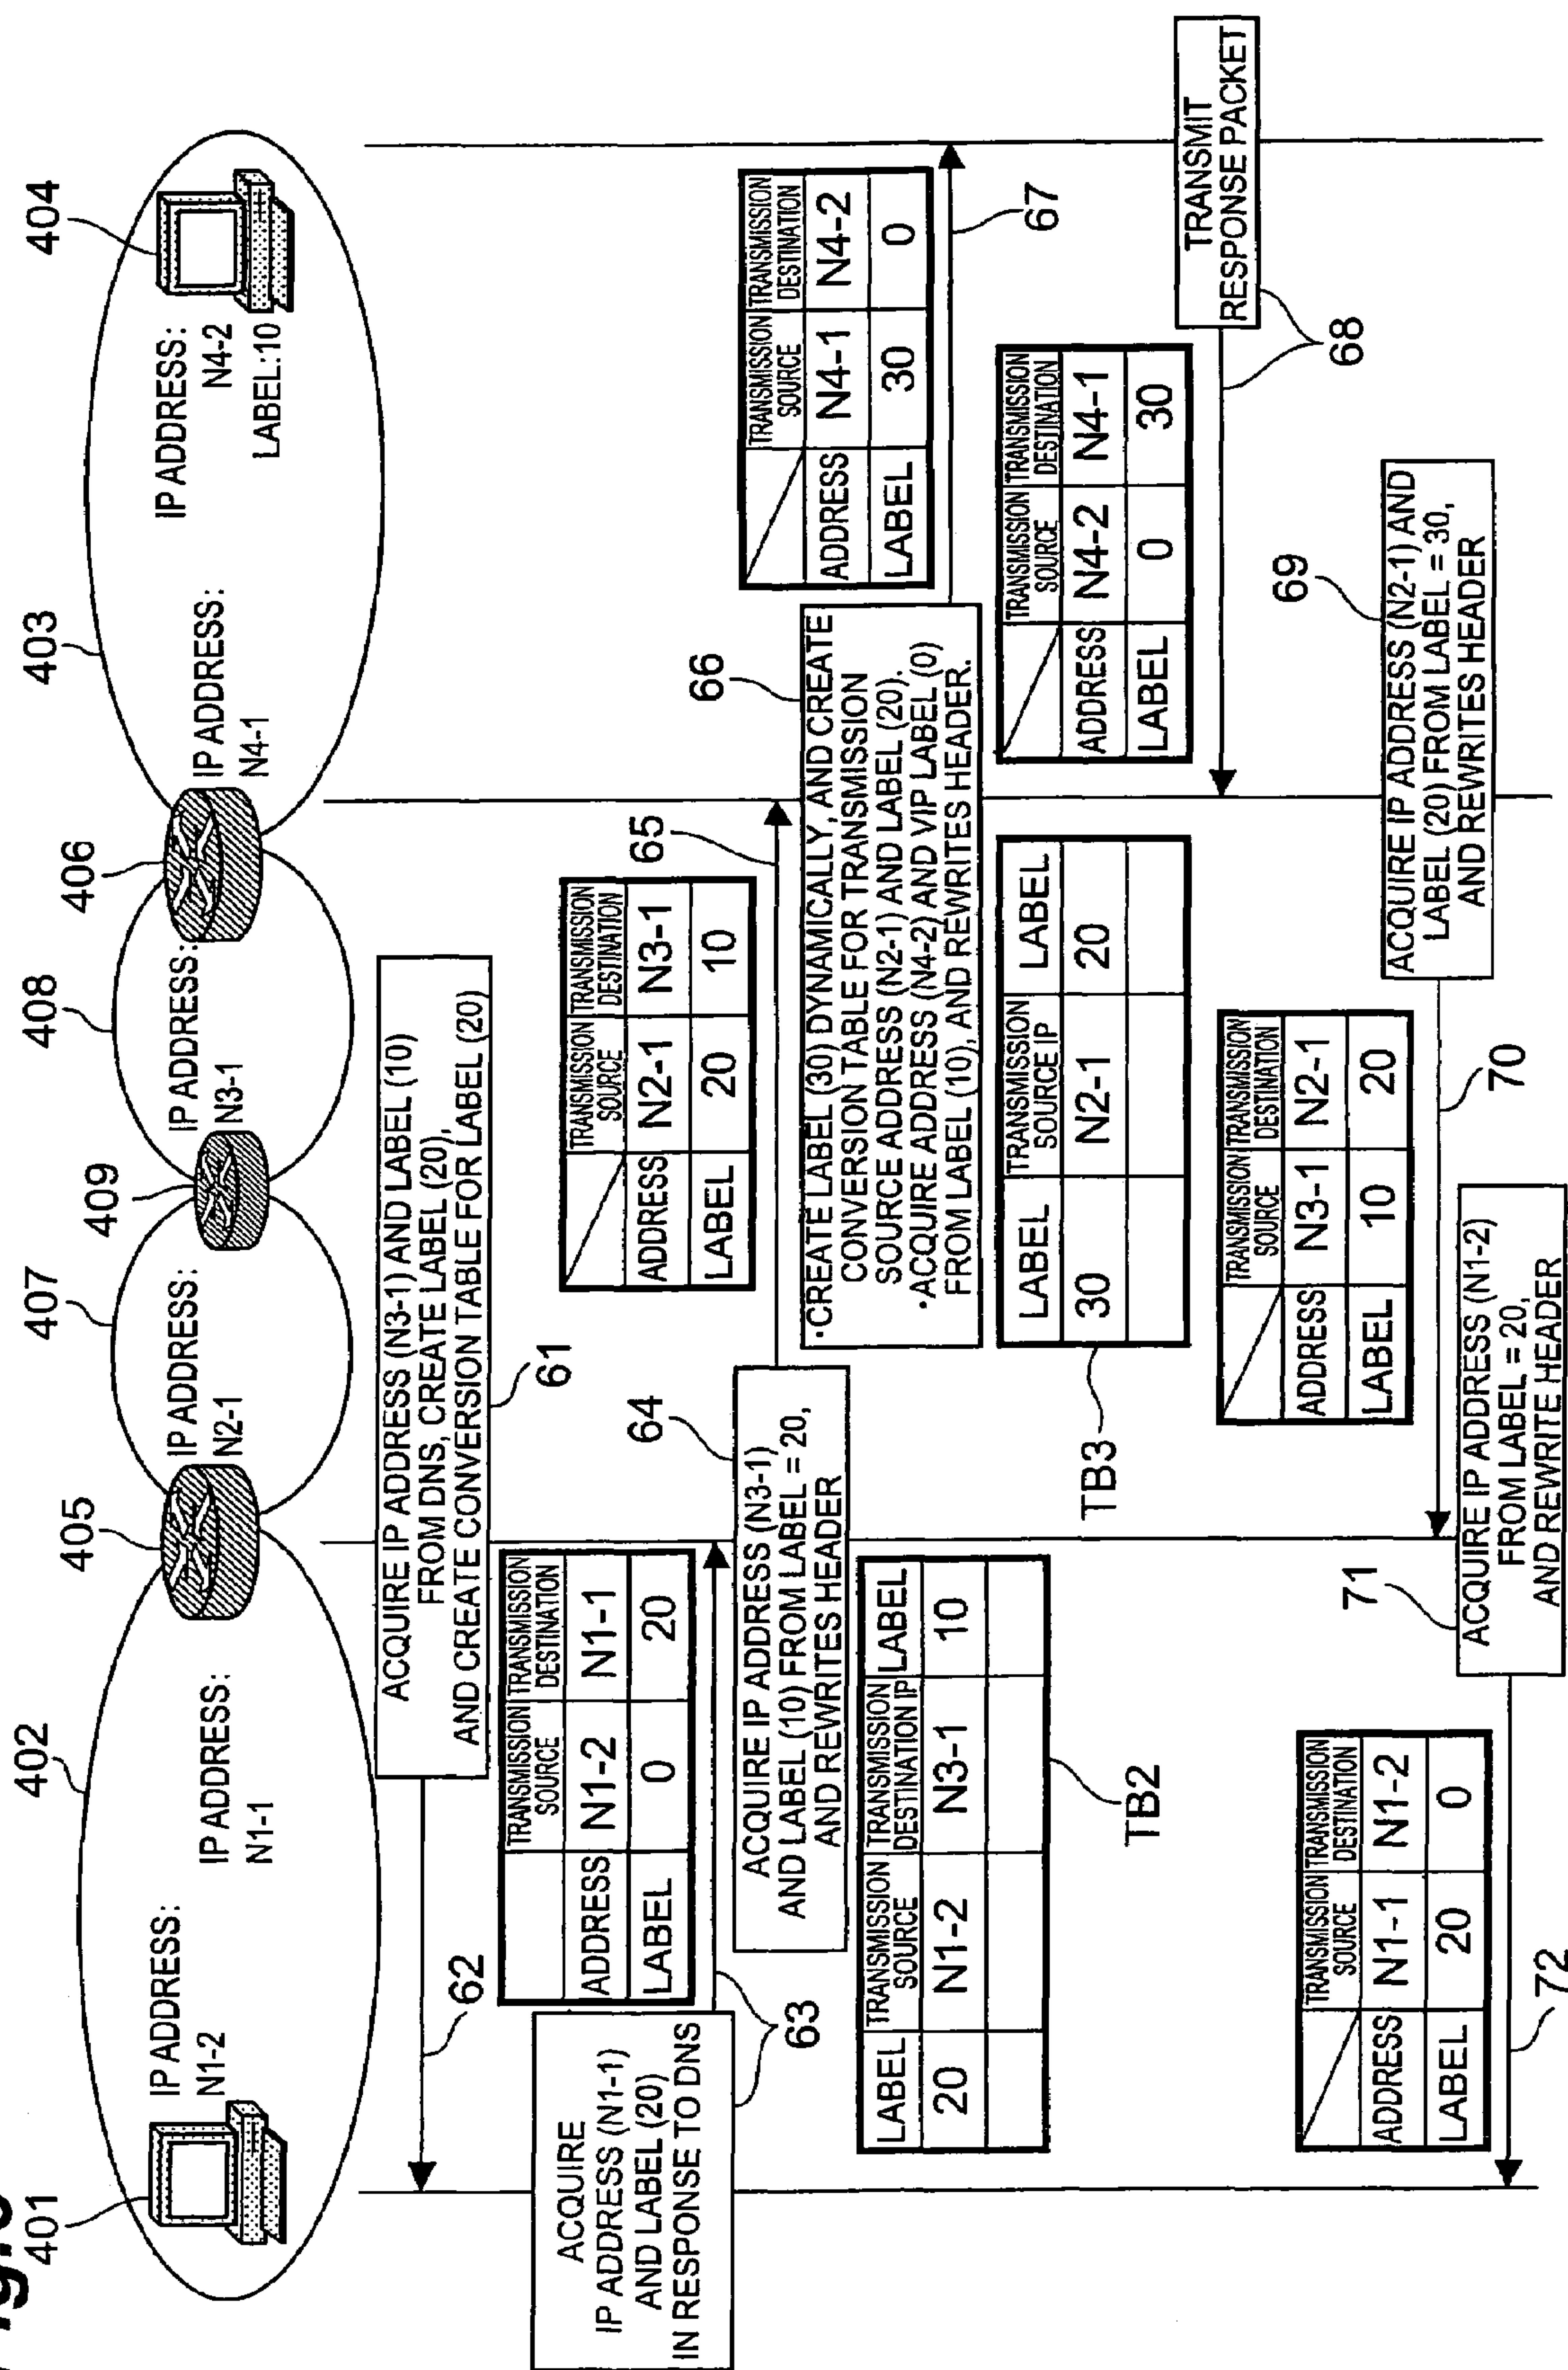 401
402
407
408
403
404
405
409
406
IP ADDRESS:
N1-2
IP ADDRESS:
N1-1
IP ADDRESS:
N2-1
IP ADDRESS:
N3-1
IP ADDRESS:
N4-1
IP ADDRESS:
N4-2
LABEL:10
ACQUIRE IP ADDRESS (N3-1) AND LABEL (10)
FROM DNS, CREATE LABEL (20),
AND CREATE CONVERSION TABLE FOR LABEL (20)
61
62
ACQUIRE
IP ADDRESS (N1-1)
AND LABEL (20)
IN RESPONSE TO DNS
63
TRANSMISSION SOURCE TRANSMISSION DESTINATION
ADDRESS N1-2 N1-1
LABEL 0 20
ACQUIRE IP ADDRESS (N3-1)
AND LABEL (10) FROM LABEL = 20,
AND REWRITES HEADER
64
LABEL TRANSMISSION SOURCE TRANSMISSION DESTINATION IP LABEL
20 N1-2 N3-1 10
TB2
TRANSMISSION SOURCE TRANSMISSION DESTINATION
ADDRESS N2-1 N3-1
LABEL 20 10
65
·CREATE LABEL (30) DYNAMICALLY, AND CREATE
CONVERSION TABLE FOR TRANSMISSION
SOURCE ADDRESS (N2-1) AND LABEL (20).
·ACQUIRE ADDRESS (N4-2) AND VIP LABEL (0)
FROM LABEL (10), AND REWRITES HEADER.
66
LABEL TRANSMISSION SOURCE IP LABEL
30 N2-1 20
TB3
TRANSMISSION SOURCE TRANSMISSION DESTINATION
ADDRESS N4-1 N4-2
LABEL 30 0
67
TRANSMIT
RESPONSE PACKET
68
TRANSMISSION SOURCE TRANSMISSION DESTINATION
ADDRESS N4-2 N4-1
LABEL 0 30
ACQUIRE IP ADDRESS (N2-1) AND
LABEL (20) FROM LABEL = 30,
AND REWRITES HEADER
69
TRANSMISSION SOURCE TRANSMISSION DESTINATION
ADDRESS N3-1 N2-1
LABEL 10 20
70
ACQUIRE IP ADDRESS (N1-2)
FROM LABEL = 20,
AND REWRITE HEADER
71
TRANSMISSION SOURCE TRANSMISSION DESTINATION
ADDRESS N1-1 N1-2
LABEL 20 0
72